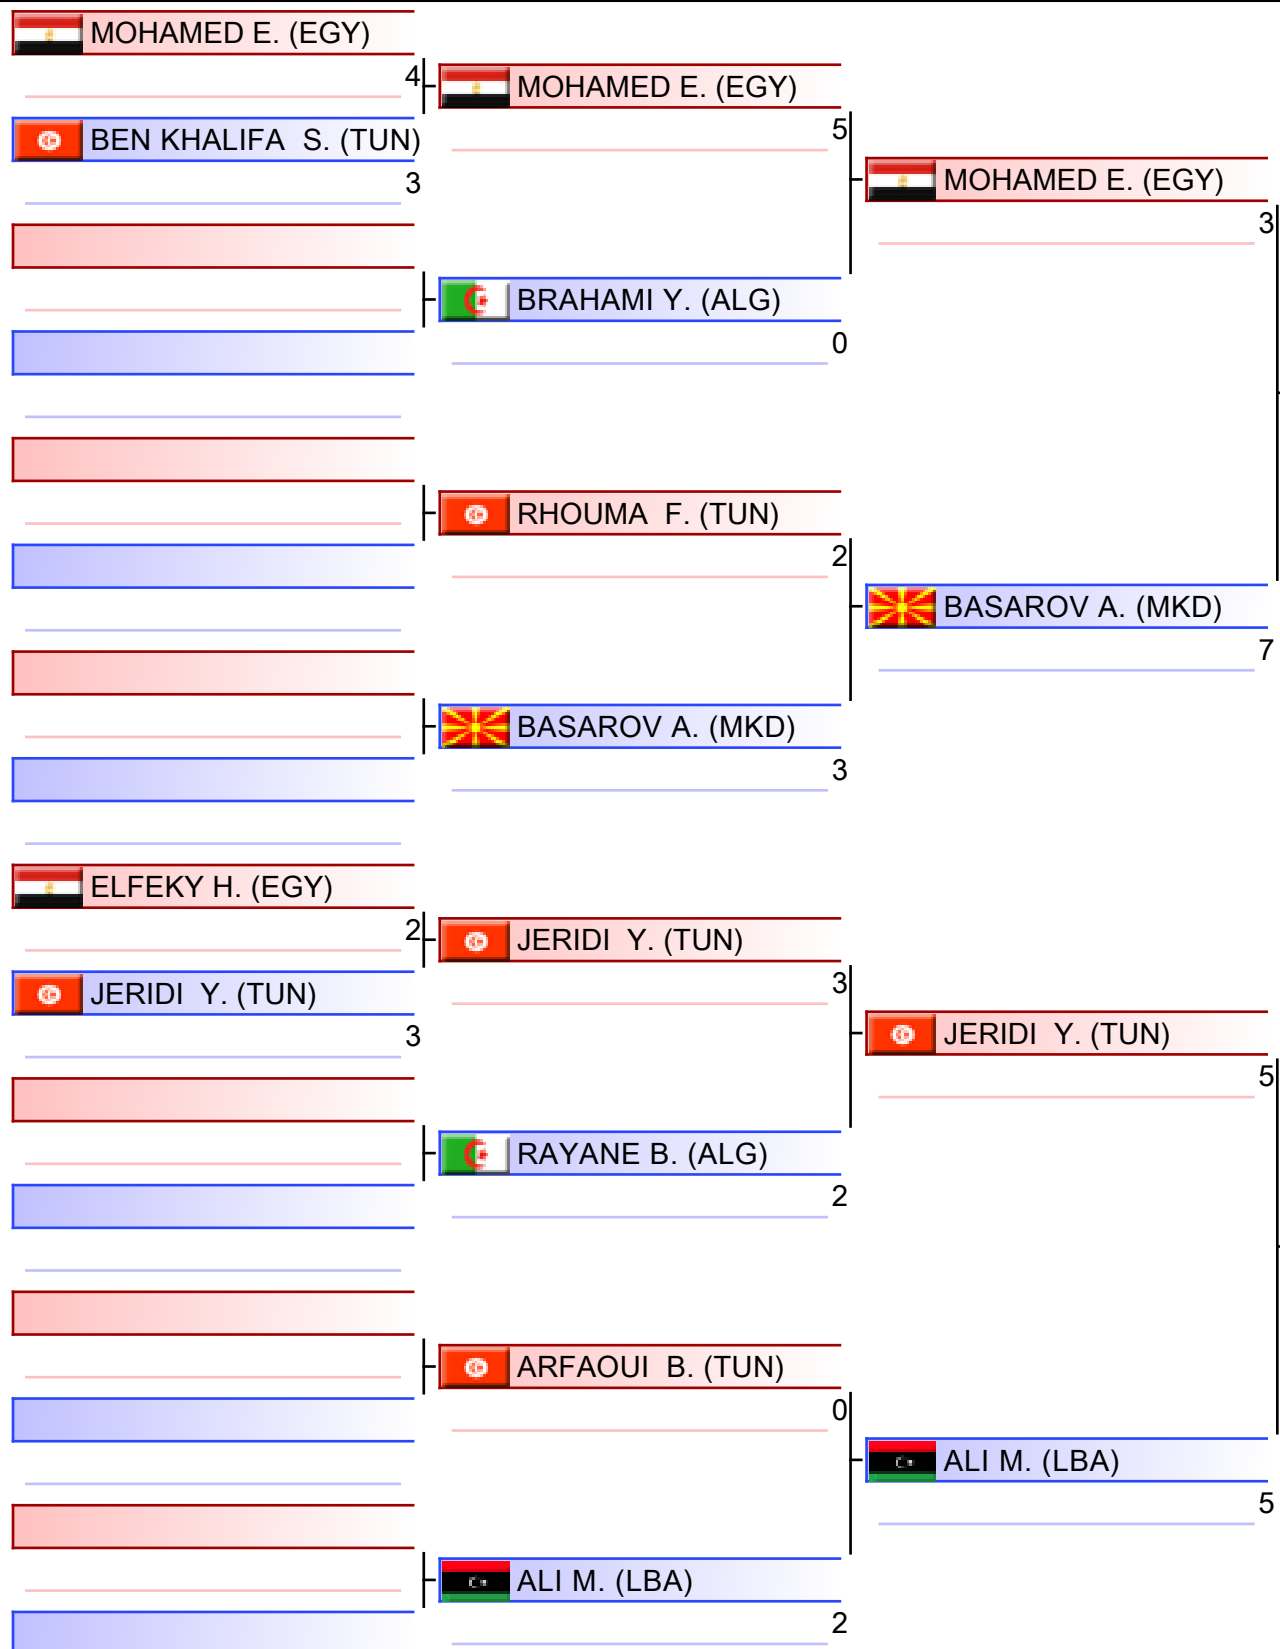 MOHAMED E. (EGY)
4
BEN KHALIFA  S. (TUN)
3
MOHAMED E. (EGY)
5
BRAHAMI Y. (ALG)
0
MOHAMED E. (EGY)
3
RHOUMA  F. (TUN)
2
BASAROV A. (MKD)
3
BASAROV A. (MKD)
7
ELFEKY H. (EGY)
2
JERIDI  Y. (TUN)
3
JERIDI  Y. (TUN)
3
RAYANE B. (ALG)
2
JERIDI  Y. (TUN)
5
ARFAOUI  B. (TUN)
0
ALI M. (LBA)
2
ALI M. (LBA)
5